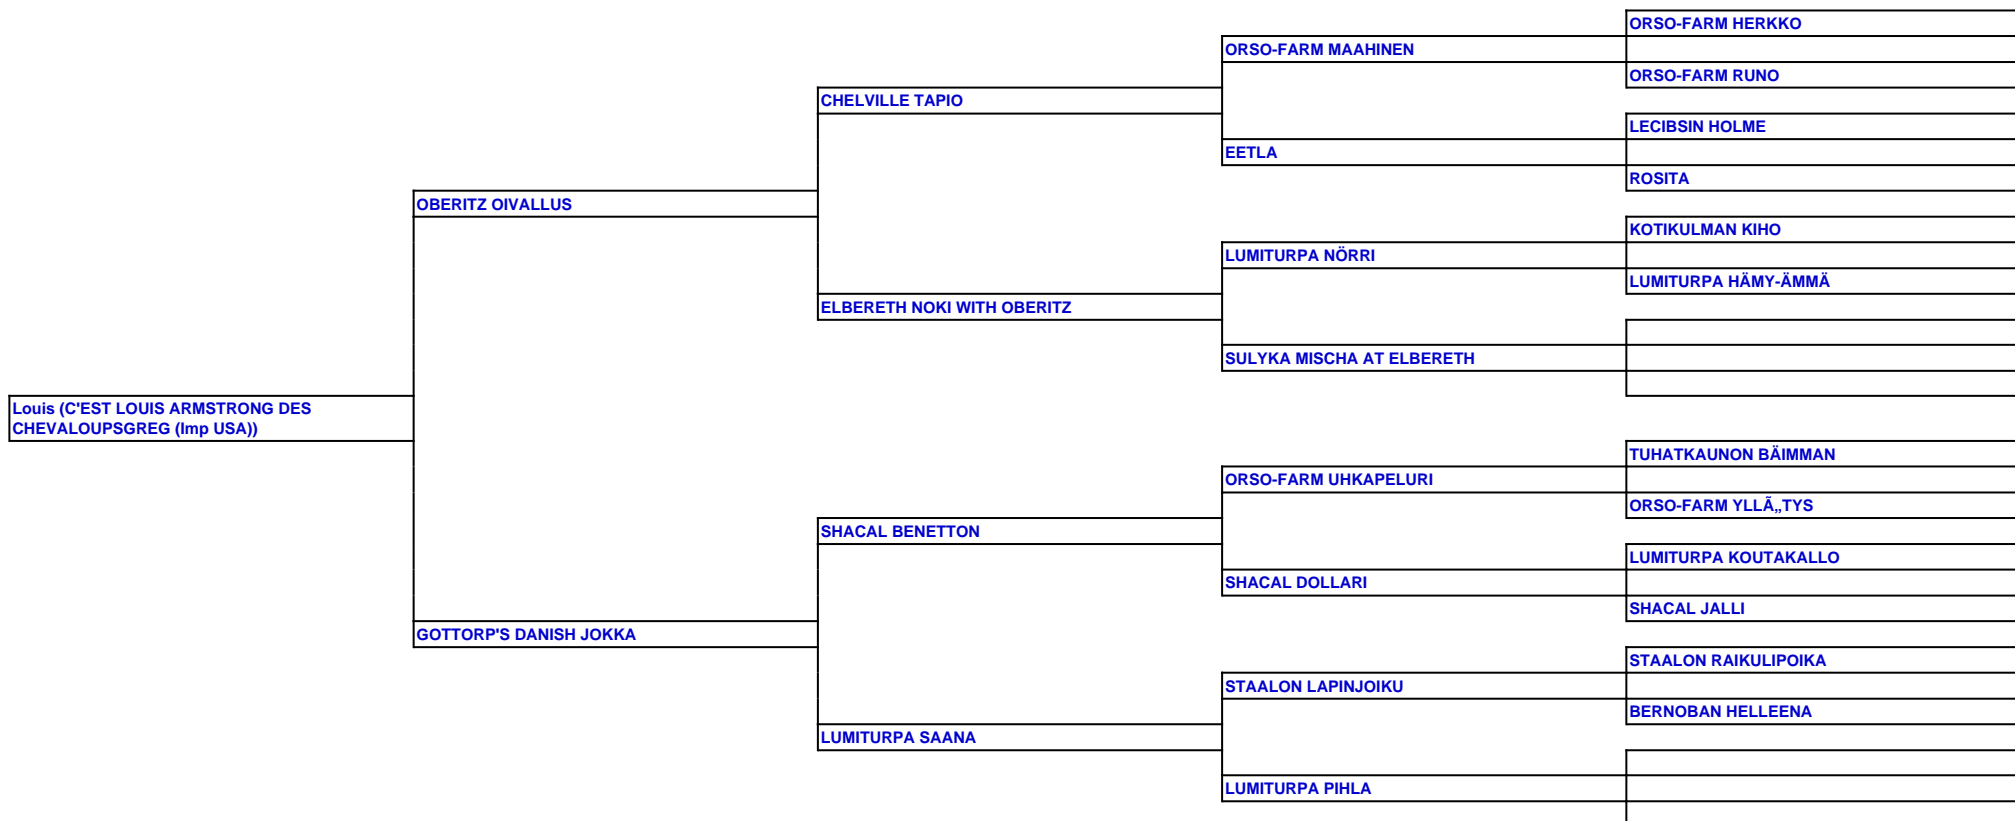 ORSO-FARM HERKKO
ORSO-FARM MAAHINEN
ORSO-FARM RUNO
CHELVILLE TAPIO
LECIBSIN HOLME
EETLA
ROSITA
OBERITZ OIVALLUS
KOTIKULMAN KIHO
LUMITURPA NÖRRI
LUMITURPA HÄMY-ÄMMÄ
ELBERETH NOKI WITH OBERITZ
SULYKA MISCHA AT ELBERETH
Louis (C'EST LOUIS ARMSTRONG DES
CHEVALOUPSGREG (Imp USA))
TUHATKAUNON BÄIMMAN
ORSO-FARM UHKAPELURI
ORSO-FARM YLLÃ„TYS
SHACAL BENETTON
LUMITURPA KOUTAKALLO
SHACAL DOLLARI
SHACAL JALLI
GOTTORP'S DANISH JOKKA
STAALON RAIKULIPOIKA
STAALON LAPINJOIKU
BERNOBAN HELLEENA
LUMITURPA SAANA
LUMITURPA PIHLA